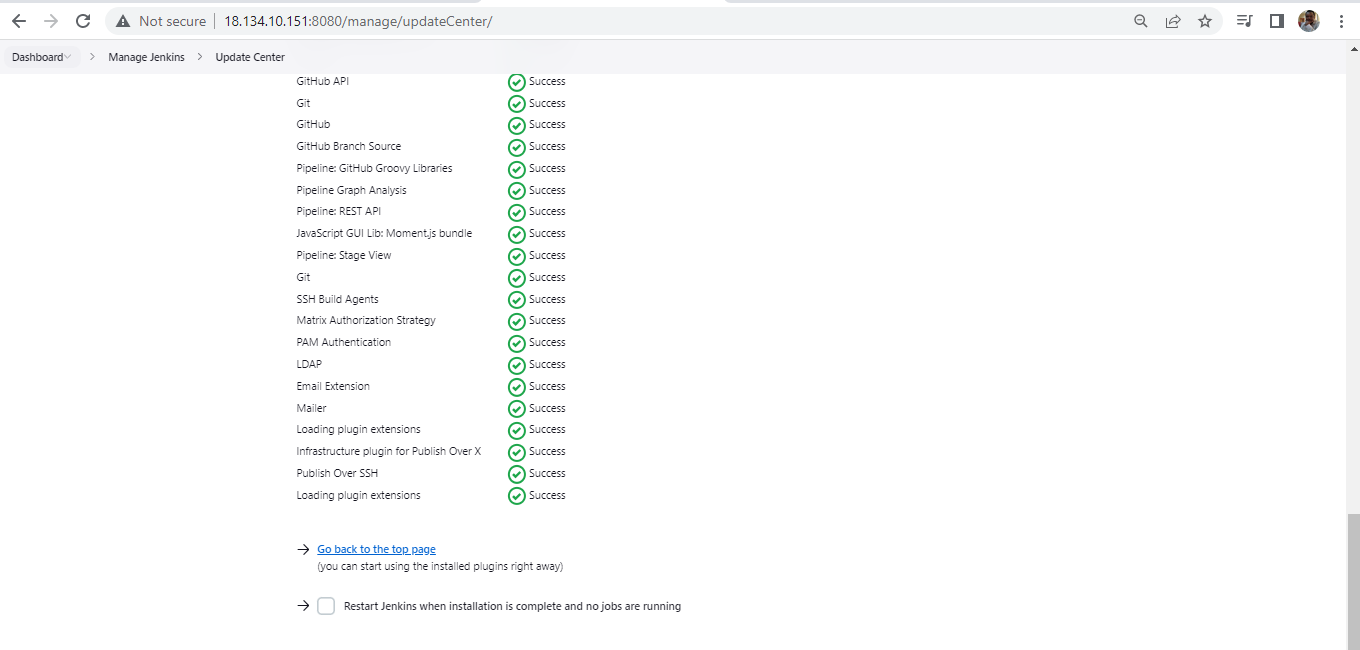 Not secure 18.134.10.151:8080/manage/updateCenter/
Dashboard Manage Jenkins Update Center
GitHub API Success
Git Success
GitHub Success
GitHub Branch Source Success
Pipeline: GitHub Groovy Libraries Success
Pipeline Graph Analysis Success
Pipeline: REST API Success
JavaScript GUI Lib: Moment.js bundle Success
Pipeline: Stage View Success
Git Success
SSH Build Agents Success
Matrix Authorization Strategy Success
PAM Authentication Success
LDAP Success
Email Extension Success
Mailer Success
Loading plugin extensions Success
Infrastructure plugin for Publish Over X Success
Publish Over SSH Success
Loading plugin extensions Success
Go back to the top page
(you can start using the installed plugins right away)
Restart Jenkins when installation is complete and no jobs are running